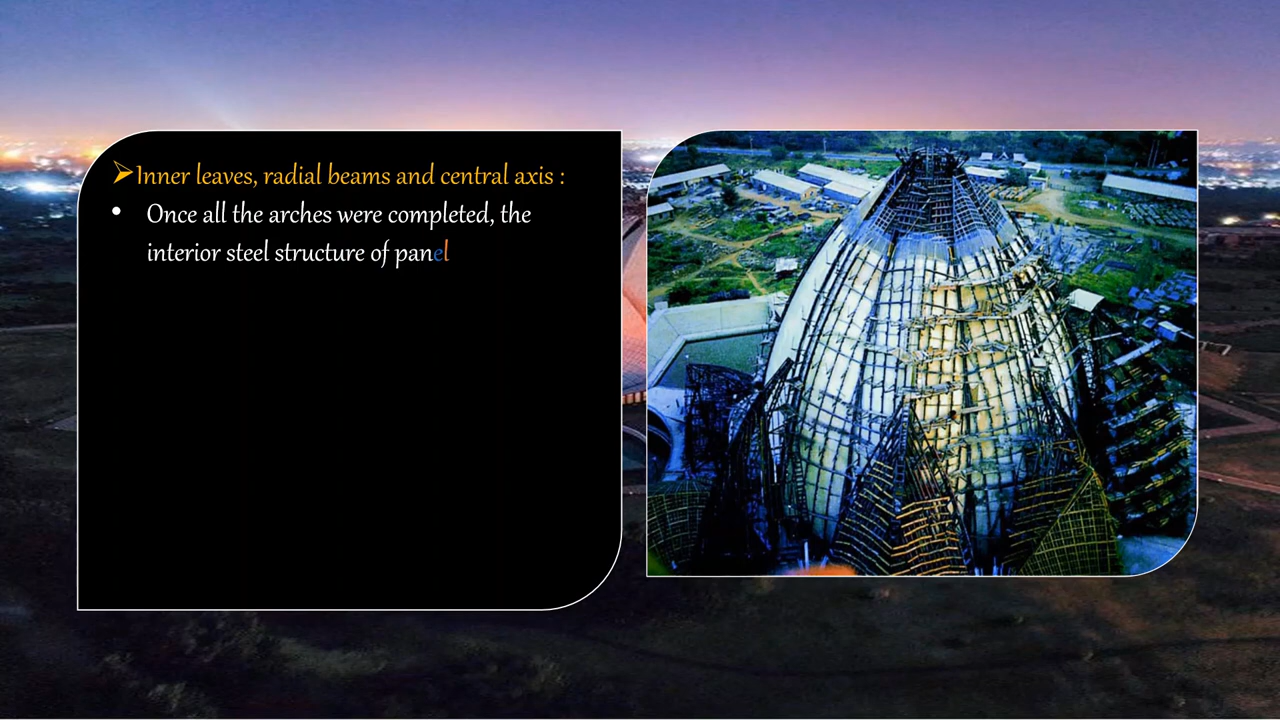 ➢Inner leaves, radial beams and central axis :
• Once all the arches were completed, the
interior steel structure of panel